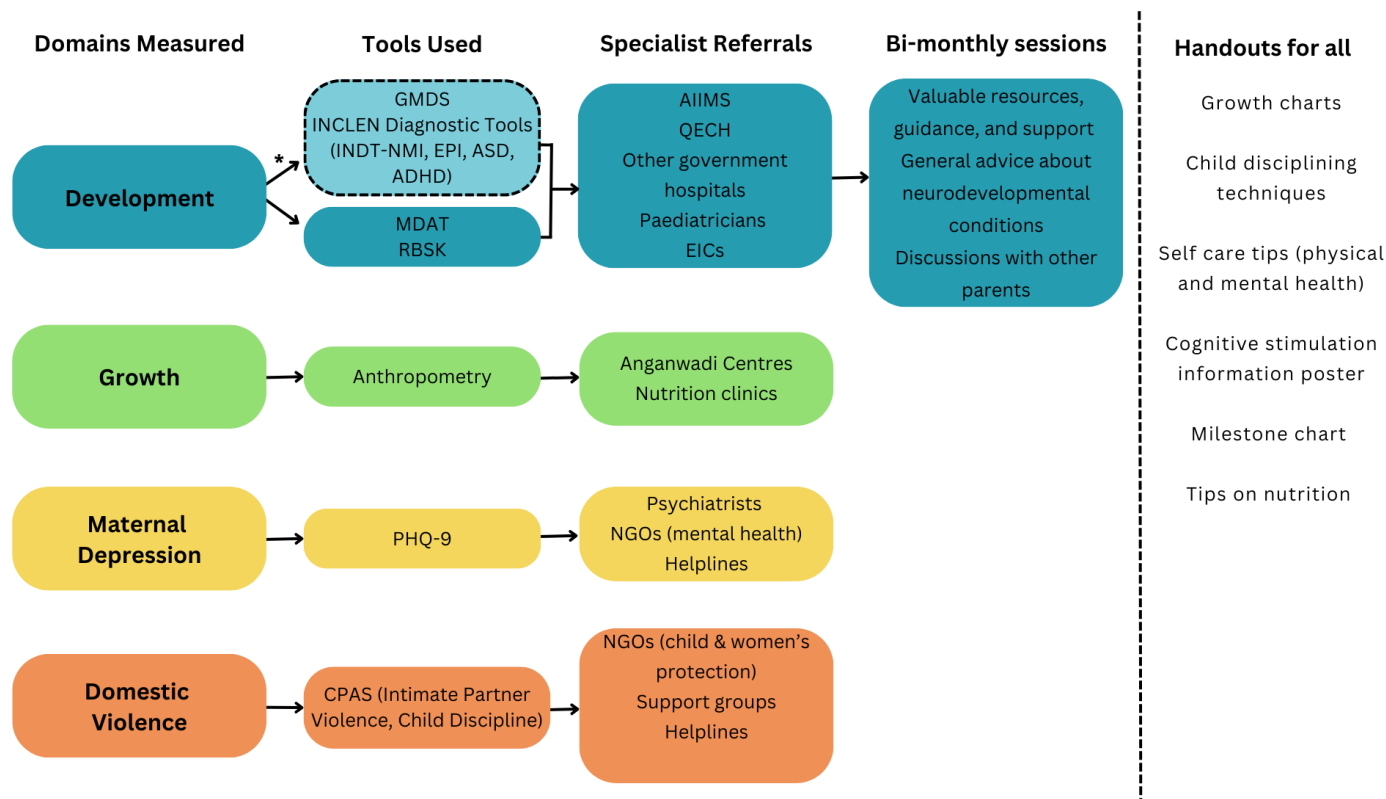 Domains Measured
Tools Used
Specialist Referrals
Bi-monthly sessions
Handouts for all
Development
*
GMDS
INCLEN Diagnostic Tools
(INDT-NMI, EPI, ASD,
ADHD)
MDAT
RBSK
AIIMS
QECH
Other government
hospitals
Paediatricians
EICs
Valuable resources,
guidance, and support
General advice about
neurodevelopmental
conditions
Discussions with other
parents
Growth
Anthropometry
Anganwadi Centres
Nutrition clinics
Maternal
Depression
PHQ-9
Psychiatrists
NGOs (mental health)
Helplines
Domestic
Violence
CPAS (Intimate Partner
Violence, Child Discipline)
NGOs (child & women’s
protection)
Support groups
Helplines
Growth charts
Child disciplining
techniques
Self care tips (physical
and mental health)
Cognitive stimulation
information poster
Milestone chart
Tips on nutrition